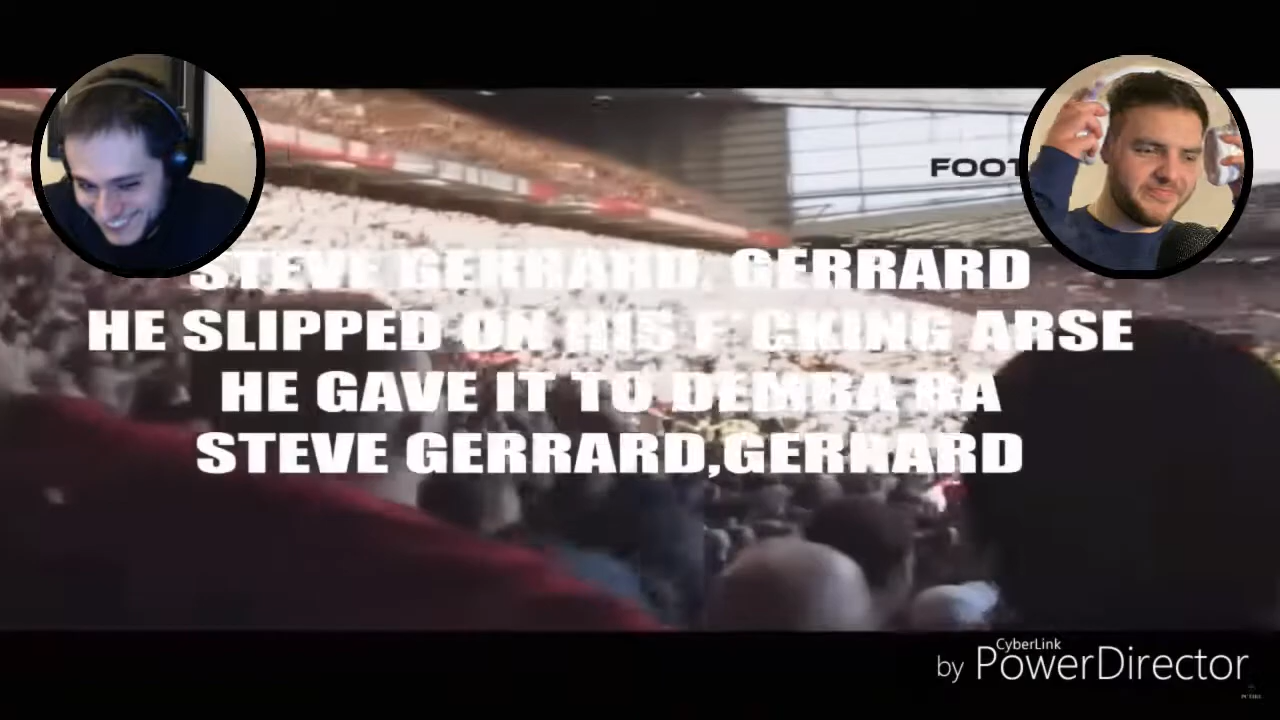 FOOT
STEVE GERRARD, GERRARD
HE SLIPPED ON HIS F*CKING ARSE
HE GAVE IT TO DEMBA BA
STEVE GERRARD,GERRARD
CyberLink
by PowerDirector